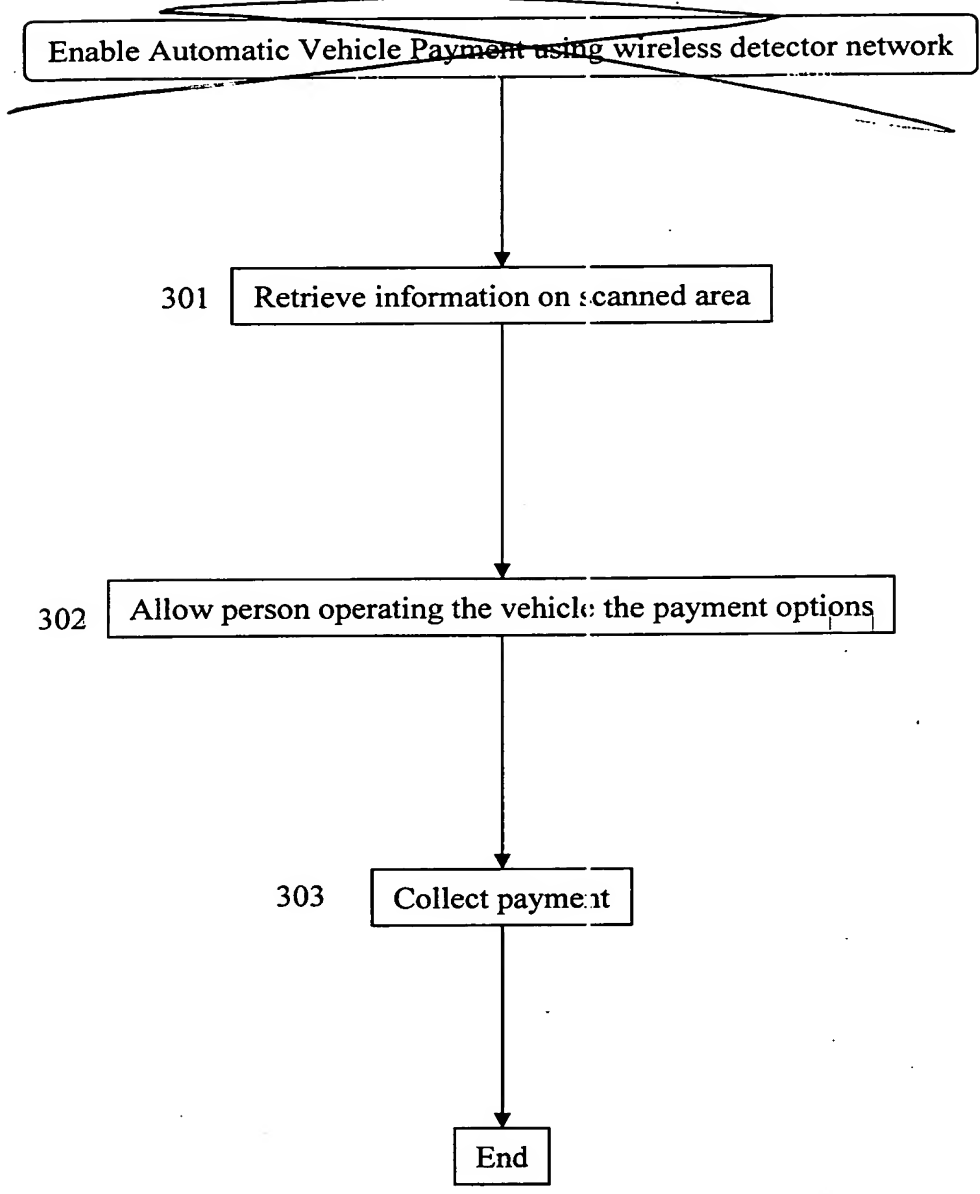 Enable Automatic Vehicle Payment using wireless detector network
301 Retrieve information on scanned area
302 Allow person operating the vehicle the payment options
303 Collect payment
End